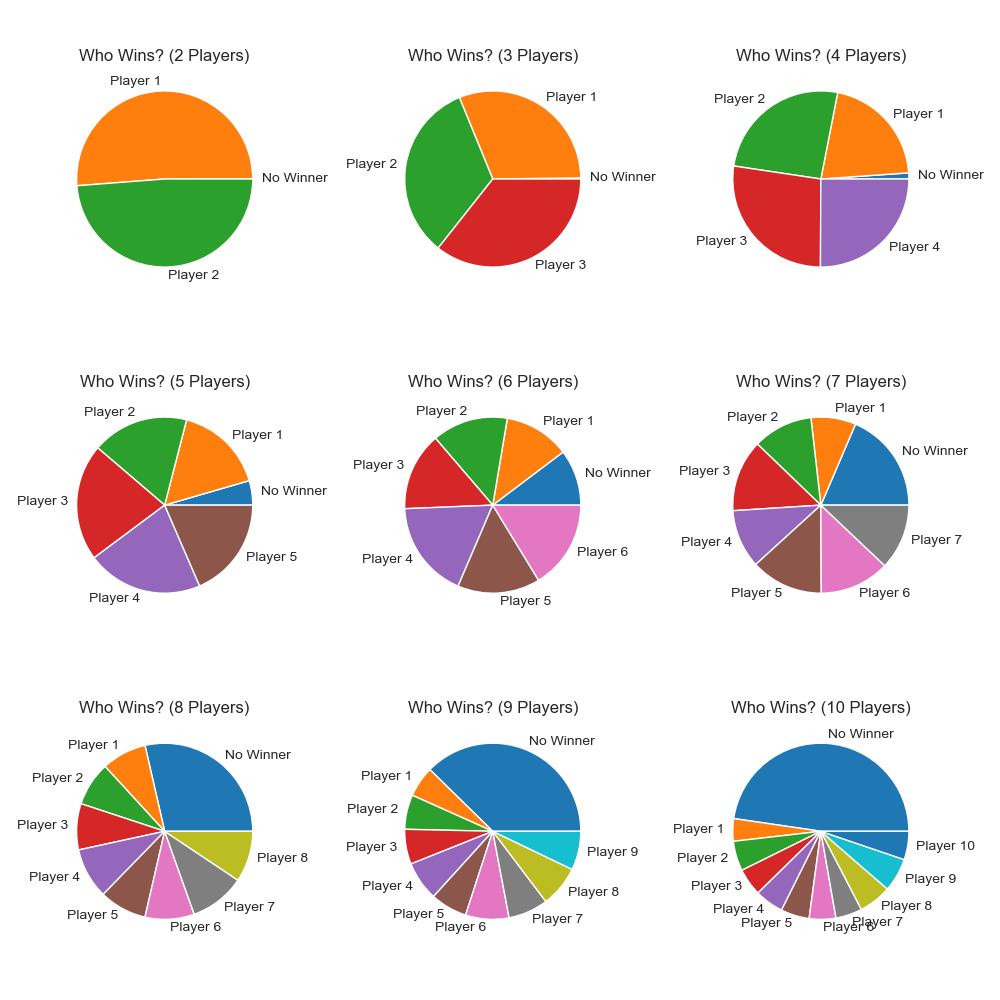 Who Wins? (2 Players)
Player 1
No Winner
Player 2
Who Wins? (3 Players)
Player 1
Player 2
No Winner
Player 3
Who Wins? (4 Players)
Player 2
Player 1
No Winner
Player 3
Player 4
Who Wins? (5 Players)
Player 2
Player 1
No Winner
Player 3
Player 5
Player 4
Who Wins? (6 Players)
Player 2
Player 1
Player 3
No Winner
Player 4
Player 6
Player 5
Who Wins? (7 Players)
Player 1
Player 2
No Winner
Player 3
Player 7
Player 4
Player 5
Player 6
Who Wins? (8 Players)
Player 1
No Winner
Player 2
Player 3
Player 8
Player 4
Player 7
Player 5
Player 6
Who Wins? (9 Players)
No Winner
Player 1
Player 2
Player 3
Player 9
Player 4
Player 8
Player 5
Player 7
Player 6
Who Wins? (10 Players)
No Winner
Player 1
Player 10
Player 2
Player 9
Player 3
Player 8
Player 4
Player 7
Player 5
Player 6